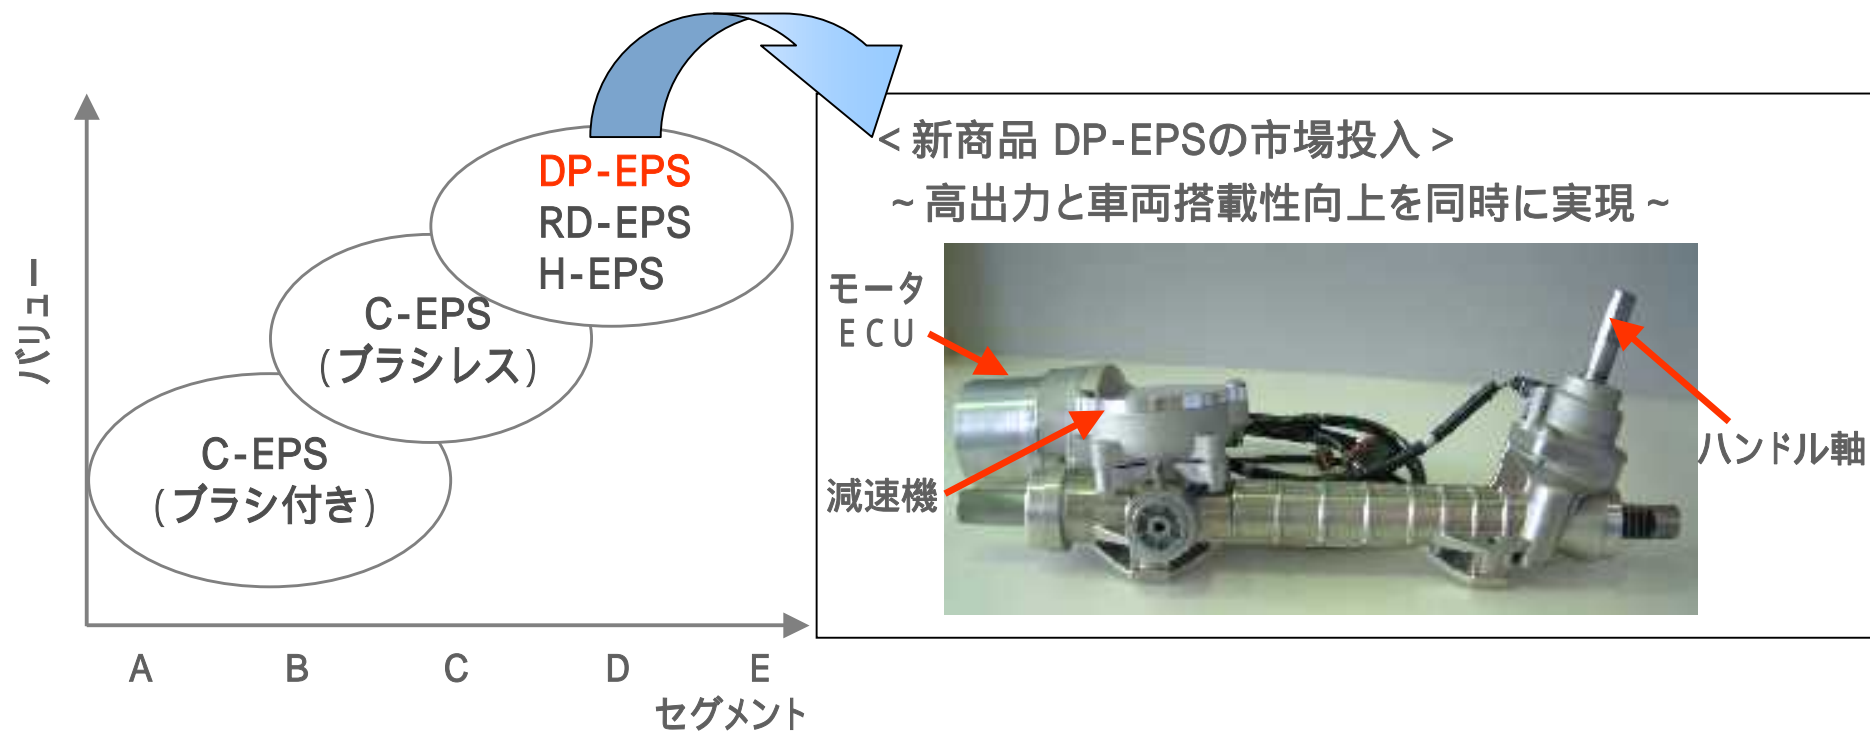 DP-EPS
RD-EPS
H-EPS
C-EPS
(ブラシレス)
C-EPS
(ブラシ付き)
バリュー
A B C D E
セグメント
<新商品 DP-EPSの市場投入>
~高出力と車両搭載性向上を同時に実現~
モータ
ECU
減速機
ハンドル軸